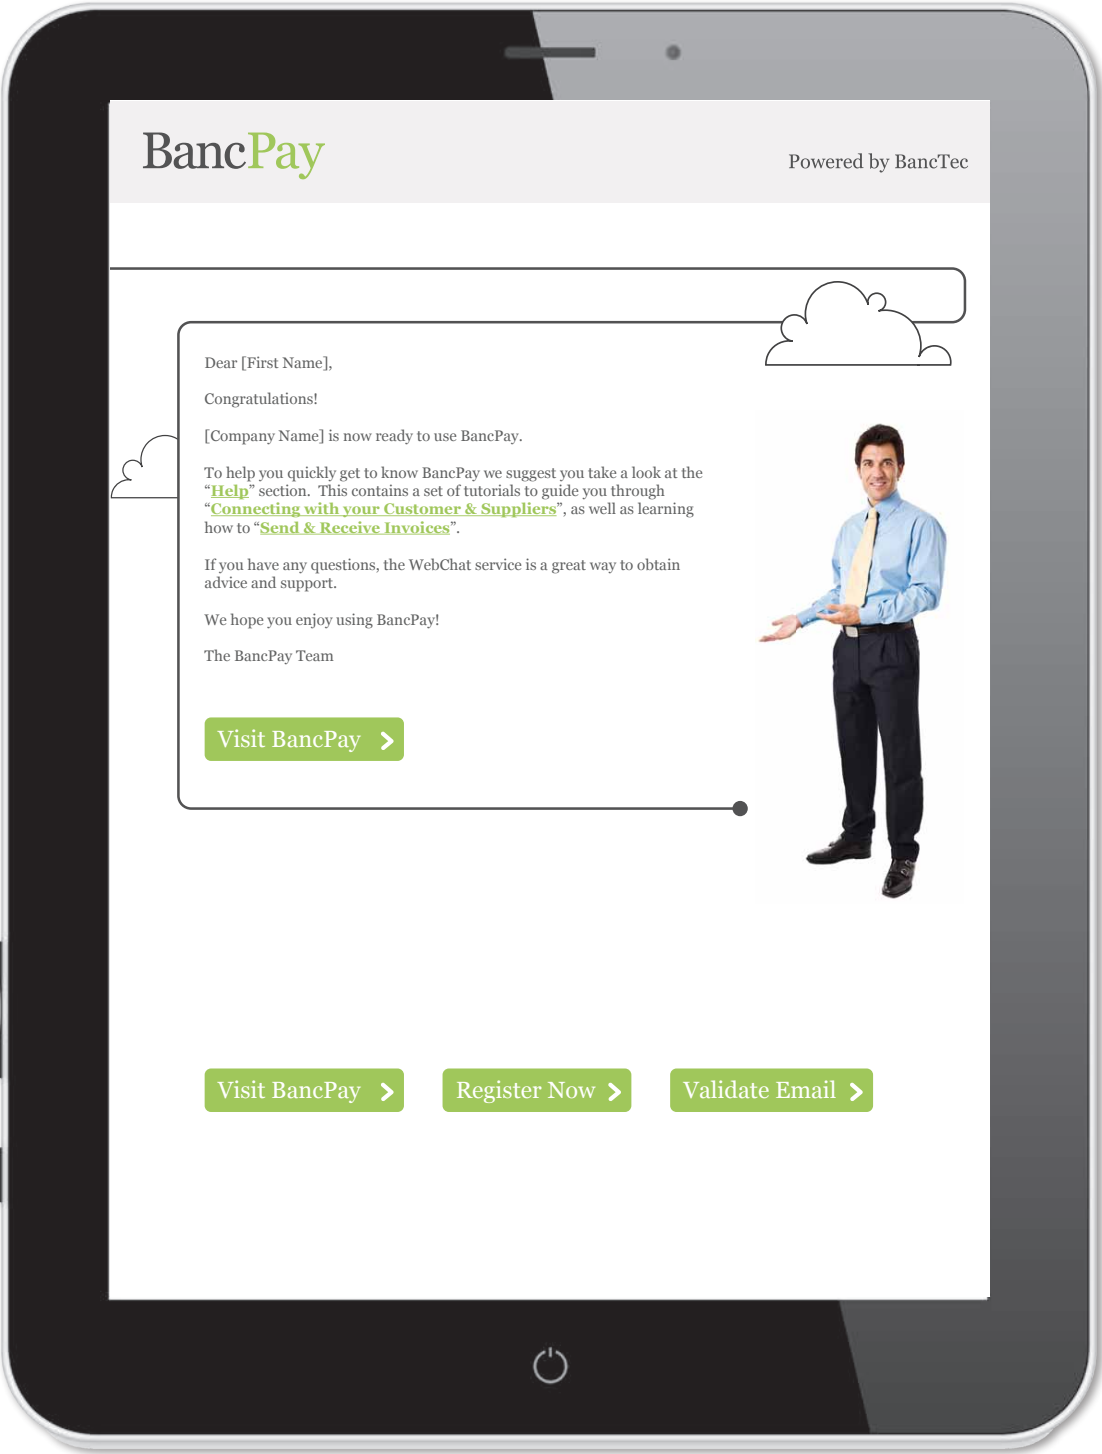 BancPay
Powered by BancTec
Dear [First Name],
Congratulations!
[Company Name] is now ready to use BancPay.
To help you quickly get to know BancPay we suggest you take a look at the
“Help” section.  This contains a set of tutorials to guide you through
“Connecting with your Customer & Suppliers”, as well as learning
how to “Send & Receive Invoices”.
If you have any questions, the WebChat service is a great way to obtain
advice and support.
We hope you enjoy using BancPay!
The BancPay Team
Visit BancPay
Visit BancPay
Register Now
Validate Email